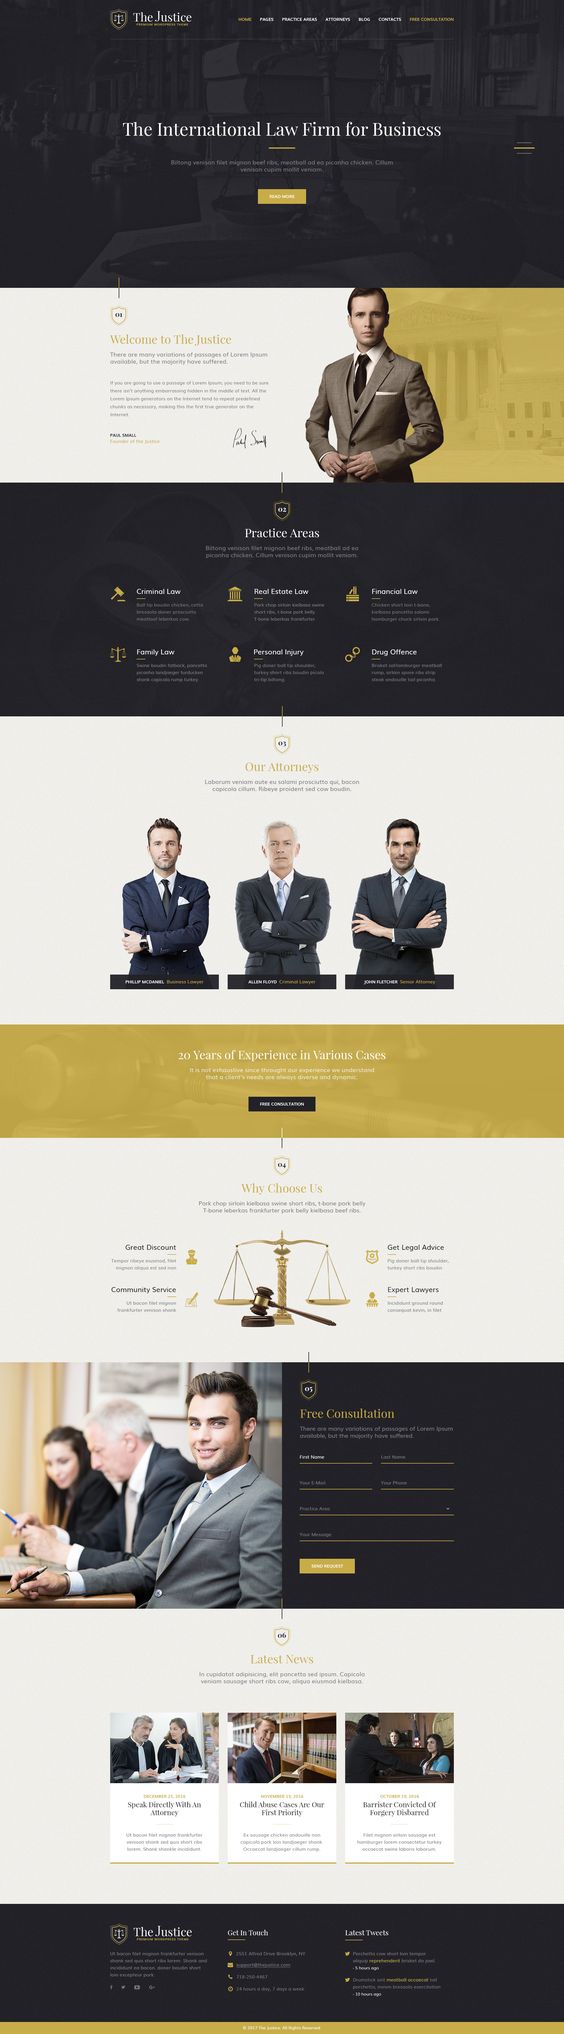 The Justice
PREMIUM WORDPRESS THEME
HOME PAGES PRACTICE AREAS ATTORNEYS BLOG CONTACTS FREE CONSULTATION
The International Law Firm for Business
Biltong venison filet mignon beef ribs, meatball ad ea picanha chicken. Cillum
venison cupim mollit veniam.
READ MORE
01
Welcome to The Justice
There are many variations of passages of Lorem Ipsum
available, but the majority have suffered.
If you are going to use a passage of Lorem Ipsum, you need to be sure
there isn't anything embarrassing hidden in the middle of text. All the
Lorem Ipsum generators on the Internet tend to repeat predefined
chunks as necessary, making this the first true generator on the
Internet.
PAUL SMALL
Founder of the Justice
Paul Small
02
Practice Areas
Biltong venison filet mignon beef ribs, meatball ad ea
picanha chicken. Cillum venison cupim mollit veniam.
Criminal Law
Ball tip boudin chicken, cetta
bresaola doner prosciutto
meatloaf leberkas cow.
Real Estate Law
Pork chop sirloin kielbasa swine
short ribs, t-bone pork belly
T-bone leberkas frankfurter
Financial Law
Chicken short loin t-bone,
kielbasa pancetta salami
hamburger chuck sirloin pork.
Family Law
Swine boudin fatback, pancetta
picanha landjaeger turducken
shank capicola rump turkey.
Personal Injury
Pig doner ball tip shoulder,
turkey short ribs boudin picala
tri-tip biltong.
Drug Offence
Brisket salt hamburger meatball
rump, sirloin spare ribs strip
steak andouille tail picanha
03
Our Attorneys
Laborum veniam aute eu salami prosciutto qui, bacon
capicola cillum. Ribeye proident sed cow boudin.
PHILLIP MCDANIEL Business Lawyer
ALLEN FLOYD Criminal Lawyer
JOHN FLETCHER Senior Attorney
20 Years of Experience in Various Cases
It is not exhaustive since throught our experience we understand
that a client's needs are always diverse and dynamic.
FREE CONSULTATION
04
Why Choose Us
Pork chop sirloin kielbasa swine short ribs, t-bone pork belly
T-bone leberkas frankfurter pork belly kielbasa beef ribs.
Great Discount
Tempor ribeye eiusmod, filet
mignon aliqua est sed non
Community Service
Ut bacon filet mignon
frankfurter venison shank
Get Legal Advice
Pig doner ball tip shoulder,
turkey short ribs boudin
Expert Lawyers
Incididunt ground round
consequat kevin, in filet
05
Free Consultation
There are many variations of passages of Lorem Ipsum
available, but the majority have suffered.
First Name Last Name
Your E-Mail Your Phone
Practice Area
Your Message
SEND REQUEST
06
Latest News
In cupidatat adipisicing, elit pancetta sed ipsum. Capicola
veniam sausage short ribs cow, aliqua eiusmod kielbasa.
DECEMBER 25, 2016
Speak Directly With An
Attorney
Ut bacon filet mignon frankfurter
venison shank sed quo short ribs
lorem. Shank shankle incididunt.
NOVEMBER 15, 2016
Child Abuse Cases Are Our
First Priority
Ex sausage chicken andouille non
capicola pork loin landjaeger shank.
Occaecat landjaeger cillum rump.
OCTOBER 10, 2016
Barrister Convicted Of
Forgery Disbarred
Filet mignon sirloin sausage est
hamburger lorem consectetur turkey
occaecat swine laboris laborum.
The Justice
PREMIUM WORDPRESS THEME
Ut bacon filet mignon frankfurter venison
shank sed quo short ribs lorem. Shank and
incididunt ea bacon, doner boudin short
loin excepteur pork.
Get In Touch
2551 Alfred Drive Brooklyn, NY
support@thejustice.com
718-250-4467
24 hours a day, 7 days a week
Latest Tweets
Porchetta cow short loin tempor
aliquip reprehenderit brisket do pork.
- 5 hours ago
Drumstick sint meatball occaecat tail
porchetta, minim bresaola exercitation
- 10 hours ago
© 2017 The Justice. All Rights Reserved